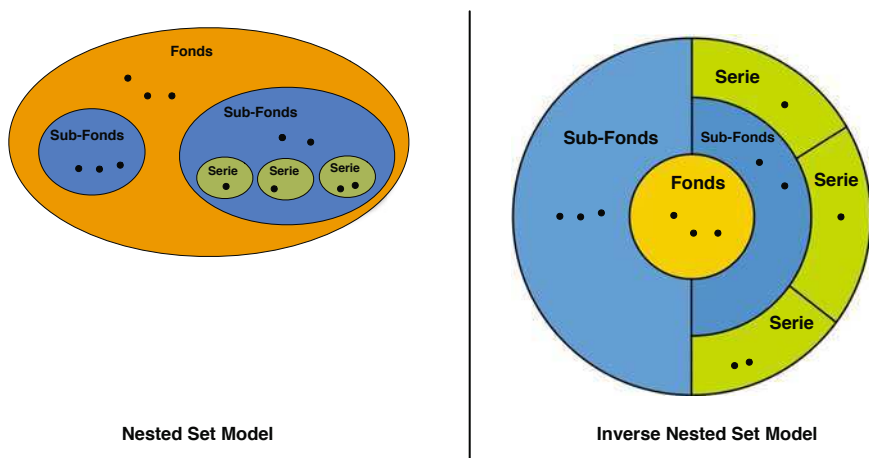 Fonds
Sub-Fonds
Sub-Fonds
Serie
Serie
Serie
Nested Set Model
Serie
Sub-Fonds
Sub-Fonds
Fonds
Serie
Serie
Inverse Nested Set Model